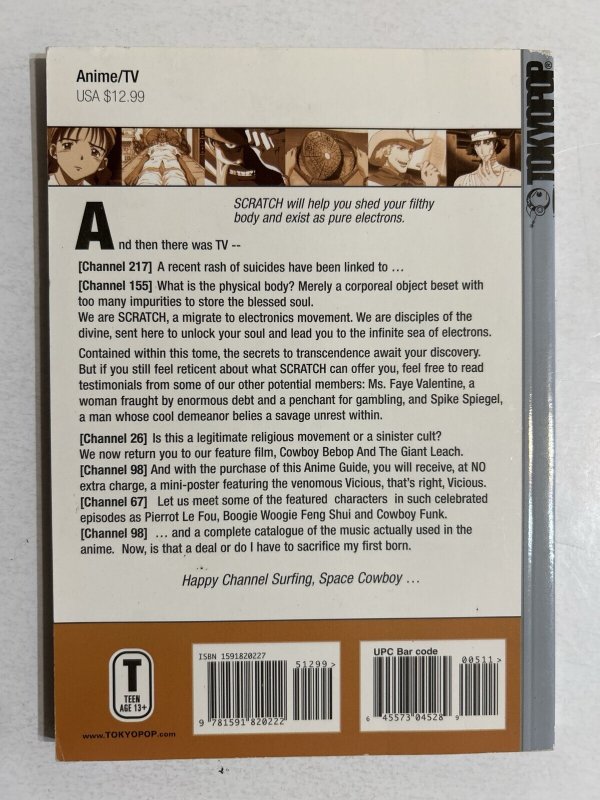 Anime/TV
USA $12.99
TOKYOPOP®
SCRATCH will help you shed your filthy
body and exist as pure electrons.
And then there was TV --
[Channel 217] A recent rash of suicides have been linked to ...
[Channel 155] What is the physical body? Merely a corporeal object beset with
too many impurities to store the blessed soul.
We are SCRATCH, a migrate to electronics movement. We are disciples of the
divine, sent here to unlock your soul and lead you to the infinite sea of electrons.
Contained within this tome, the secrets to transcendence await your discovery.
But if you still feel reticent about what SCRATCH can offer you, feel free to read
testimonials from some of our other potential members: Ms. Faye Valentine, a
woman fraught by enormous debt and a penchant for gambling, and Spike Spiegel,
a man whose cool demeanor belies a savage unrest within.
[Channel 26] Is this a legitimate religious movement or a sinister cult?
We now return you to our feature film, Cowboy Bebop And The Giant Leach.
[Channel 98] And with the purchase of this Anime Guide, you will receive, at NO
extra charge, a mini-poster featuring the venomous Vicious, that's right, Vicious.
[Channel 67] Let us meet some of the featured characters in such celebrated
episodes as Pierrot Le Fou, Boogie Woogie Feng Shui and Cowboy Funk.
[Channel 98] ... and a complete catalogue of the music actually used in the
anime. Now, is that a deal or do I have to sacrifice my first born.
Happy Channel Surfing, Space Cowboy ...
T
TEEN
AGE 13+
www.TOKYOPOP.com
ISBN 1591820227
51299>
9 781591 820222
UPC Bar code
00511>
6 45573 04528 9